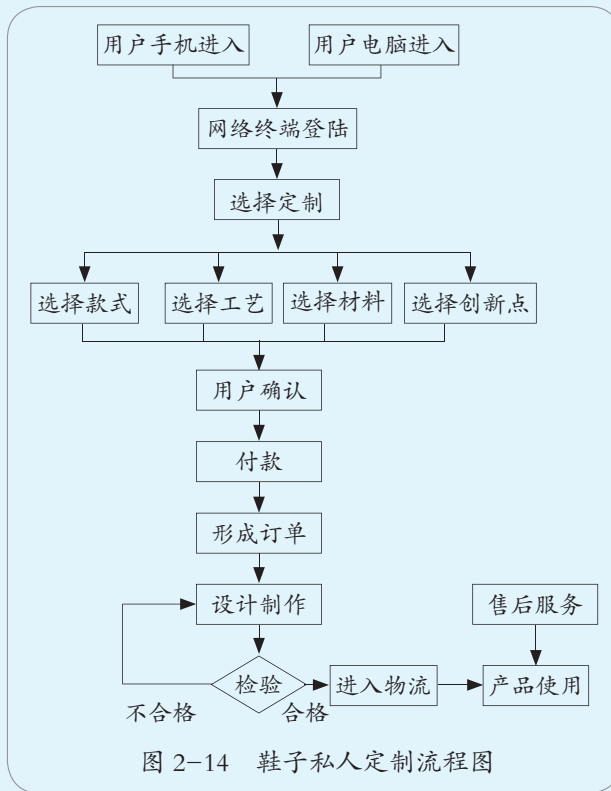 用户手机进入 用户电脑进入
网络终端登陆
选择定制
选择款式 选择工艺 选择材料 选择创新点
用户确认
付款
形成订单
设计制作 售后服务
检验 进入物流 产品使用
不合格 合格
图 2-14 鞋子私人定制流程图